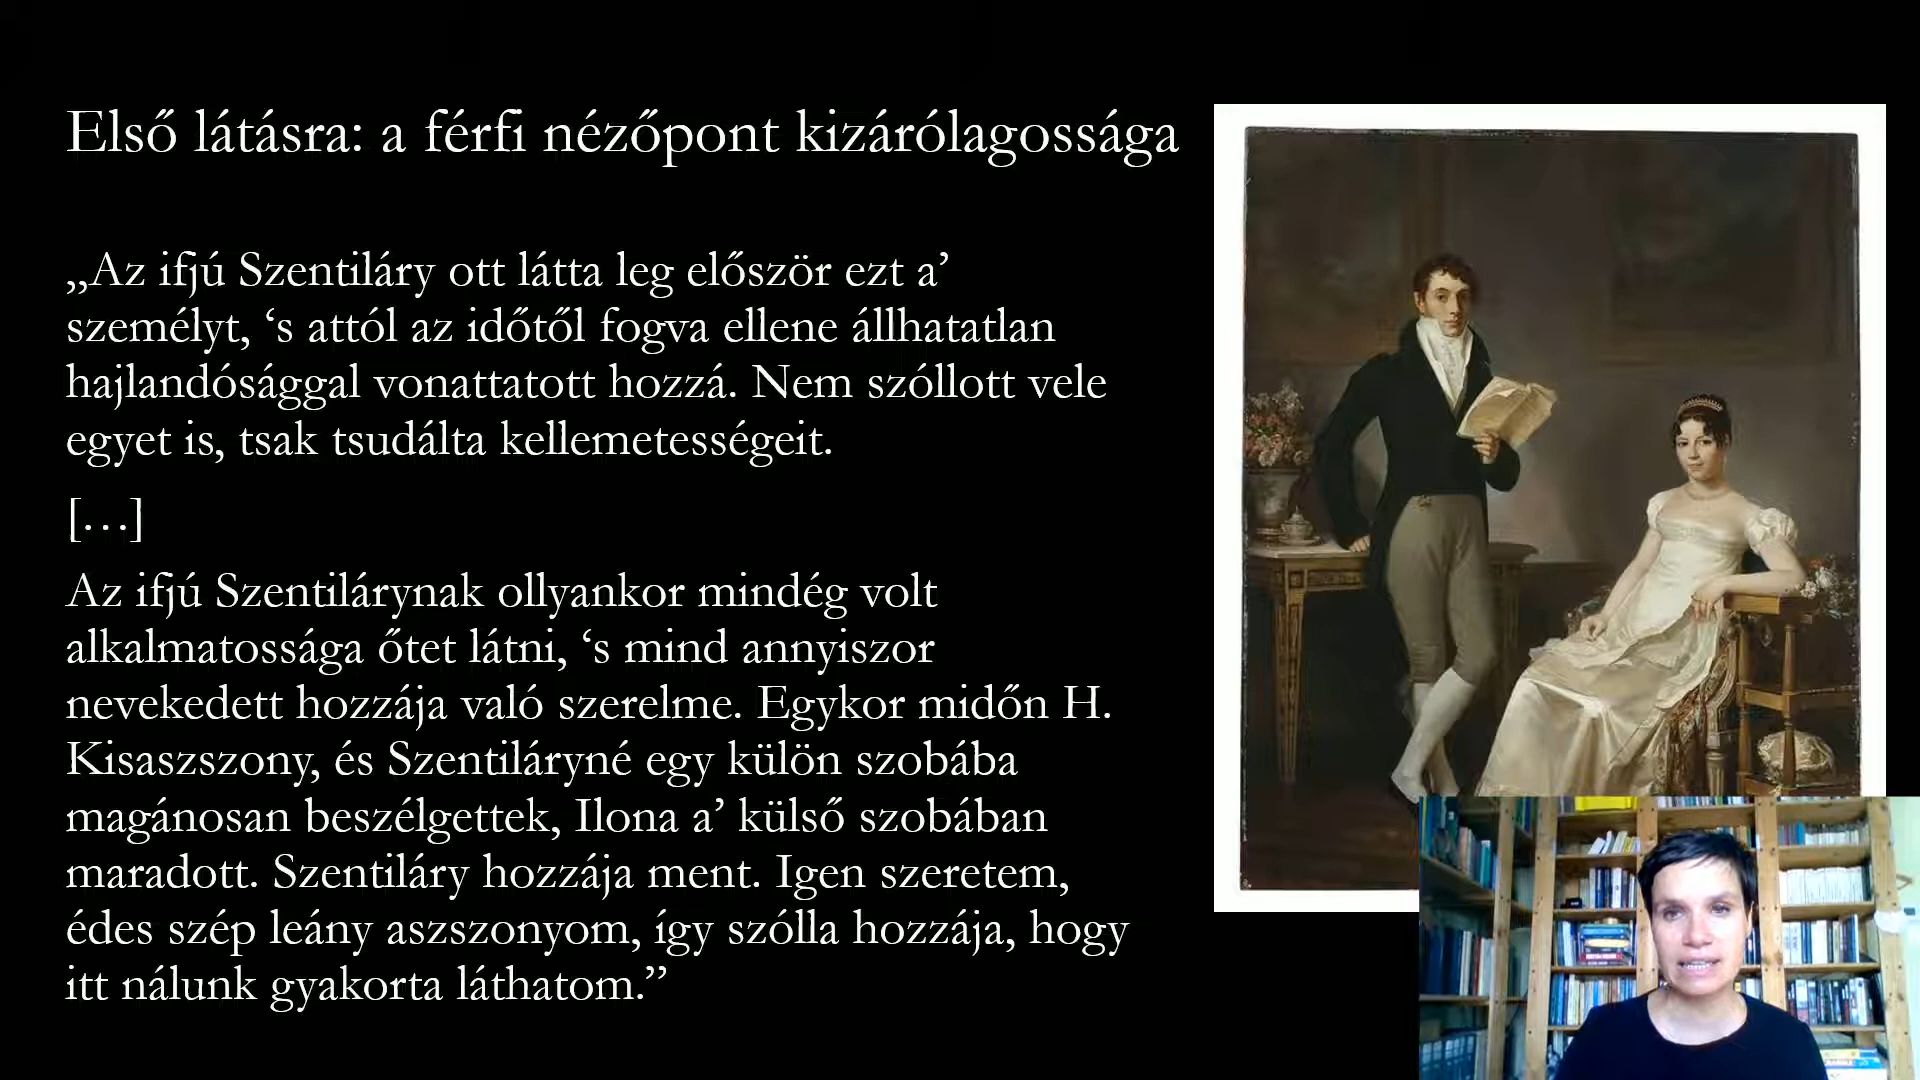 Első látásra: a férfi nézőpont kizárólagossága
„Az ifjú Szentiláry ott látta leg először ezt a’
személyt, ‘s attól az időtől fogva ellene állhatatlan
hajlandósággal vonattatott hozzá. Nem szóllott vele
egyet is, tsak tsudálta kellemetességeit.
[…]
Az ifjú Szentilárynak ollyankor mindég volt
alkalmatossága őtet látni, ‘s mind annyiszor
nevekedett hozzája való szerelme. Egykor midőn H.
Kisaszszony, és Szentiláryné egy külön szobába
magánosan beszélgettek, Ilona a’ külső szobában
maradott. Szentiláry hozzája ment. Igen szeretem,
édes szép leány aszszonyom, így szólla hozzája, hogy
itt nálunk gyakorta láthatom.”